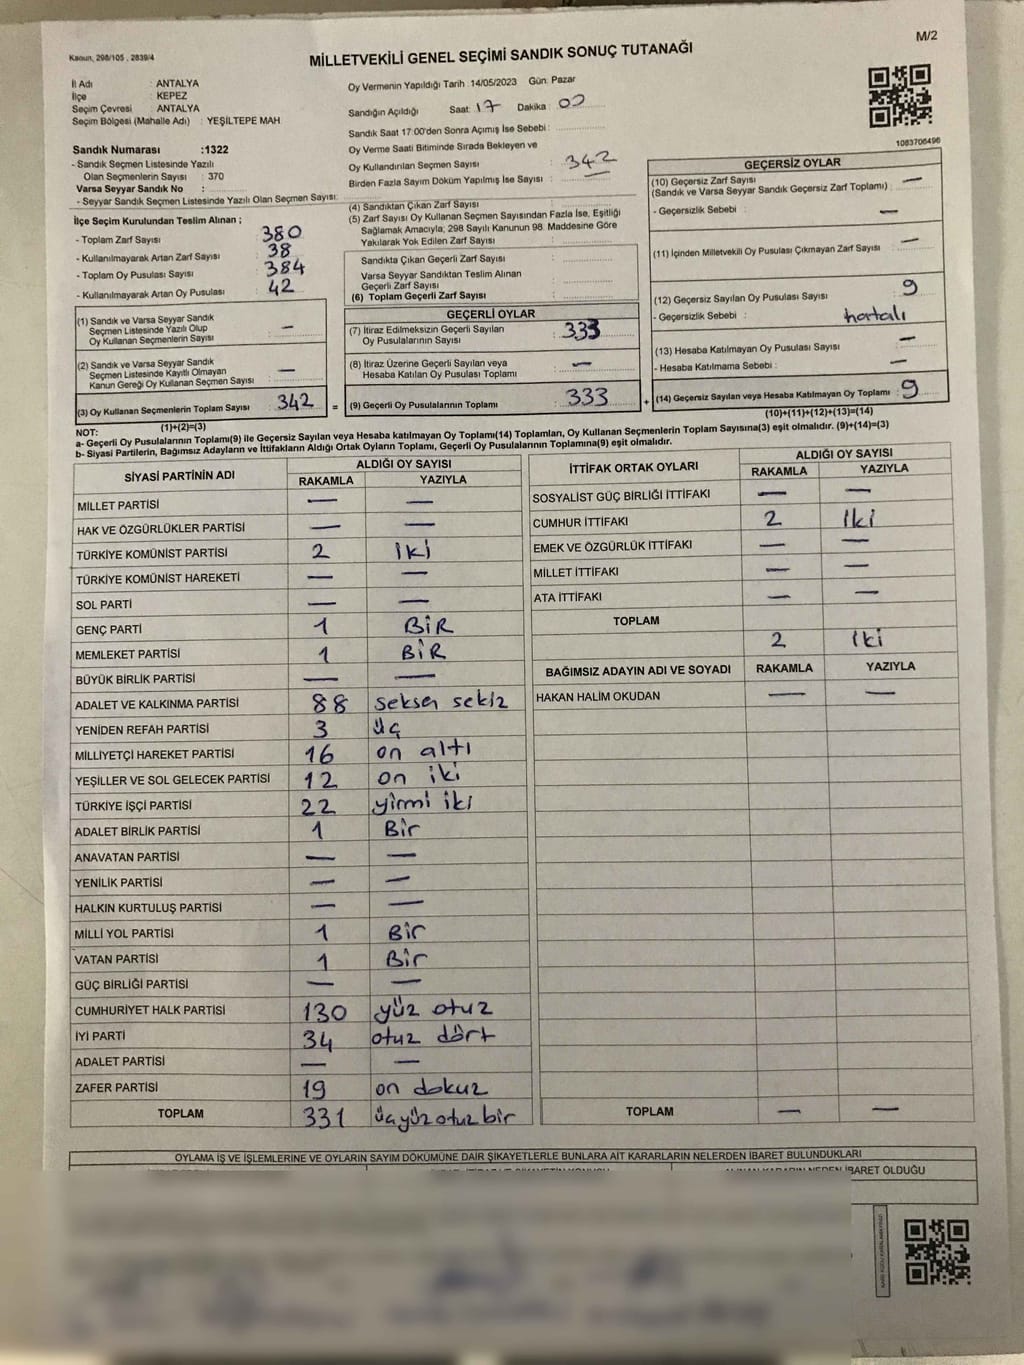 M/2
Kanun, 298/105 , 2839/4
MİLLETVEKİLİ GENEL SEÇİMİ SANDIK SONUÇ TUTANAĞI
İl Adı : ANTALYA
İlçe : KEPEZ
Seçim Çevresi : ANTALYA
Seçim Bölgesi (Mahalle Adı) : YEŞİLTEPE MAH
Sandık Numarası :1322
- Sandık Seçmen Listesinde Yazılı
Olan Seçmenlerin Sayısı : 370
Varsa Seyyar Sandık No :
- Seyyar Sandık Seçmen Listesinde Yazılı Olan Seçmen Sayısı:
Oy Vermenin Yapıldığı Tarih :14/05/2023 Gün: Pazar
Sandığın Açıldığı Saat: 17 Dakika : 00
Sandık Saat 17:00'den Sonra Açılmış İse Sebebi :
Oy Verme Saati Bitiminde Sırada Bekleyen ve
Oy Kullandırılan Seçmen Sayısı : 342
Birden Fazla Sayım Döküm Yapılmış İse Sayısı :
1083706496
İlçe Seçim Kurulundan Teslim Alınan ;
- Toplam Zarf Sayısı : 380
- Kullanılmayarak Artan Zarf Sayısı : 38
- Toplam Oy Pusulası Sayısı : 384
- Kullanılmayarak Artan Oy Pusulası : 42
(1) Sandık ve Varsa Seyyar Sandık
Seçmen Listesinde Yazılı Olup
Oy Kullanan Seçmenlerin Sayısı : —
(2) Sandık ve Varsa Seyyar Sandık
Seçmen Listesinde Kayıtlı Olmayan
Kanun Gereği Oy Kullanan Seçmen Sayısı : —
(3) Oy Kullanan Seçmenlerin Toplam Sayısı : 342
(1)+(2)=(3)
(4) Sandıktan Çıkan Zarf Sayısı :
(5) Zarf Sayısı Oy Kullanan Seçmen Sayısından Fazla İse, Eşitliği
Sağlamak Amacıyla; 298 Sayılı Kanunun 98. Maddesine Göre
Yakılarak Yok Edilen Zarf Sayısı :
Sandıkta Çıkan Geçerli Zarf Sayısı :
Varsa Seyyar Sandıktan Teslim Alınan
Geçerli Zarf Sayısı :
(6) Toplam Geçerli Zarf Sayısı :
GEÇERLİ OYLAR
(7) İtiraz Edilmeksizin Geçerli Sayılan
Oy Pusulalarının Sayısı : 333
(8) İtiraz Üzerine Geçerli Sayılan veya
Hesaba Katılan Oy Pusulası Toplamı : —
= (9) Geçerli Oy Pusulalarının Toplamı : 333 +
GEÇERSİZ OYLAR
(10) Geçersiz Zarf Sayısı
(Sandık ve Varsa Seyyar Sandık Geçersiz Zarf Toplamı) : —
- Geçersizlik Sebebi : —
(11) İçinden Milletvekili Oy Pusulası Çıkmayan Zarf Sayısı : —
(12) Geçersiz Sayılan Oy Pusulası Sayısı : 9
- Geçersizlik Sebebi : hatalı
(13) Hesaba Katılmayan Oy Pusulası Sayısı : —
- Hesaba Katılmama Sebebi : —
(14) Geçersiz Sayılan veya Hesaba Katılmayan Oy Toplamı : 9
(10)+(11)+(12)+(13)=(14)
NOT:
a- Geçerli Oy Pusulalarının Toplamı(9) ile Geçersiz Sayılan veya Hesaba katılmayan Oy Toplamı(14) Toplamları, Oy Kullanan Seçmenlerin Toplam Sayısına(3) eşit olmalıdır. (9)+(14)=(3)
b- Siyasi Partilerin, Bağımsız Adayların ve İttifakların Aldığı Ortak Oyların Toplamı, Geçerli Oy Pusulalarının Toplamına(9) eşit olmalıdır.
SİYASİ PARTİNİN ADI ALDIĞI OY SAYISI
RAKAMLA YAZIYLA
MİLLET PARTİSİ — —
HAK VE ÖZGÜRLÜKLER PARTİSİ — —
TÜRKİYE KOMÜNİST PARTİSİ 2 iki
TÜRKİYE KOMÜNİST HAREKETİ — —
SOL PARTİ — —
GENÇ PARTİ 1 BİR
MEMLEKET PARTİSİ 1 BİR
BÜYÜK BİRLİK PARTİSİ — —
ADALET VE KALKINMA PARTİSİ 88 seksen sekiz
YENİDEN REFAH PARTİSİ 3 üç
MİLLİYETÇİ HAREKET PARTİSİ 16 on altı
YEŞİLLER VE SOL GELECEK PARTİSİ 12 on iki
TÜRKİYE İŞÇİ PARTİSİ 22 yirmi iki
ADALET BİRLİK PARTİSİ 1 Bir
ANAVATAN PARTİSİ — —
YENİLİK PARTİSİ — —
HALKIN KURTULUŞ PARTİSİ — —
MİLLİ YOL PARTİSİ 1 Bir
VATAN PARTİSİ 1 Bir
GÜÇ BİRLİĞİ PARTİSİ — —
CUMHURİYET HALK PARTİSİ 130 yüz otuz
İYİ PARTİ 34 otuz dört
ADALET PARTİSİ — —
ZAFER PARTİSİ 19 on dokuz
TOPLAM 331 üçyüz otuz bir
İTTİFAK ORTAK OYLARI ALDIĞI OY SAYISI
RAKAMLA YAZIYLA
SOSYALİST GÜÇ BİRLİĞİ İTTİFAKI — —
CUMHUR İTTİFAKI 2 iki
EMEK VE ÖZGÜRLÜK İTTİFAKI — —
MİLLET İTTİFAKI — —
ATA İTTİFAKI — —
TOPLAM 2 iki
BAĞIMSIZ ADAYIN ADI VE SOYADI RAKAMLA YAZIYLA
HAKAN HALİM OKUDAN — —
TOPLAM — —
OYLAMA İŞ VE İŞLEMLERİNE VE OYLARIN SAYIM DÖKÜMÜNE DAİR ŞİKAYETLERLE BUNLARA AİT KARARLARIN NELERDEN İBARET BULUNDUKLARI
ALINAN KARARIN NEDEN İBARET OLDUĞU